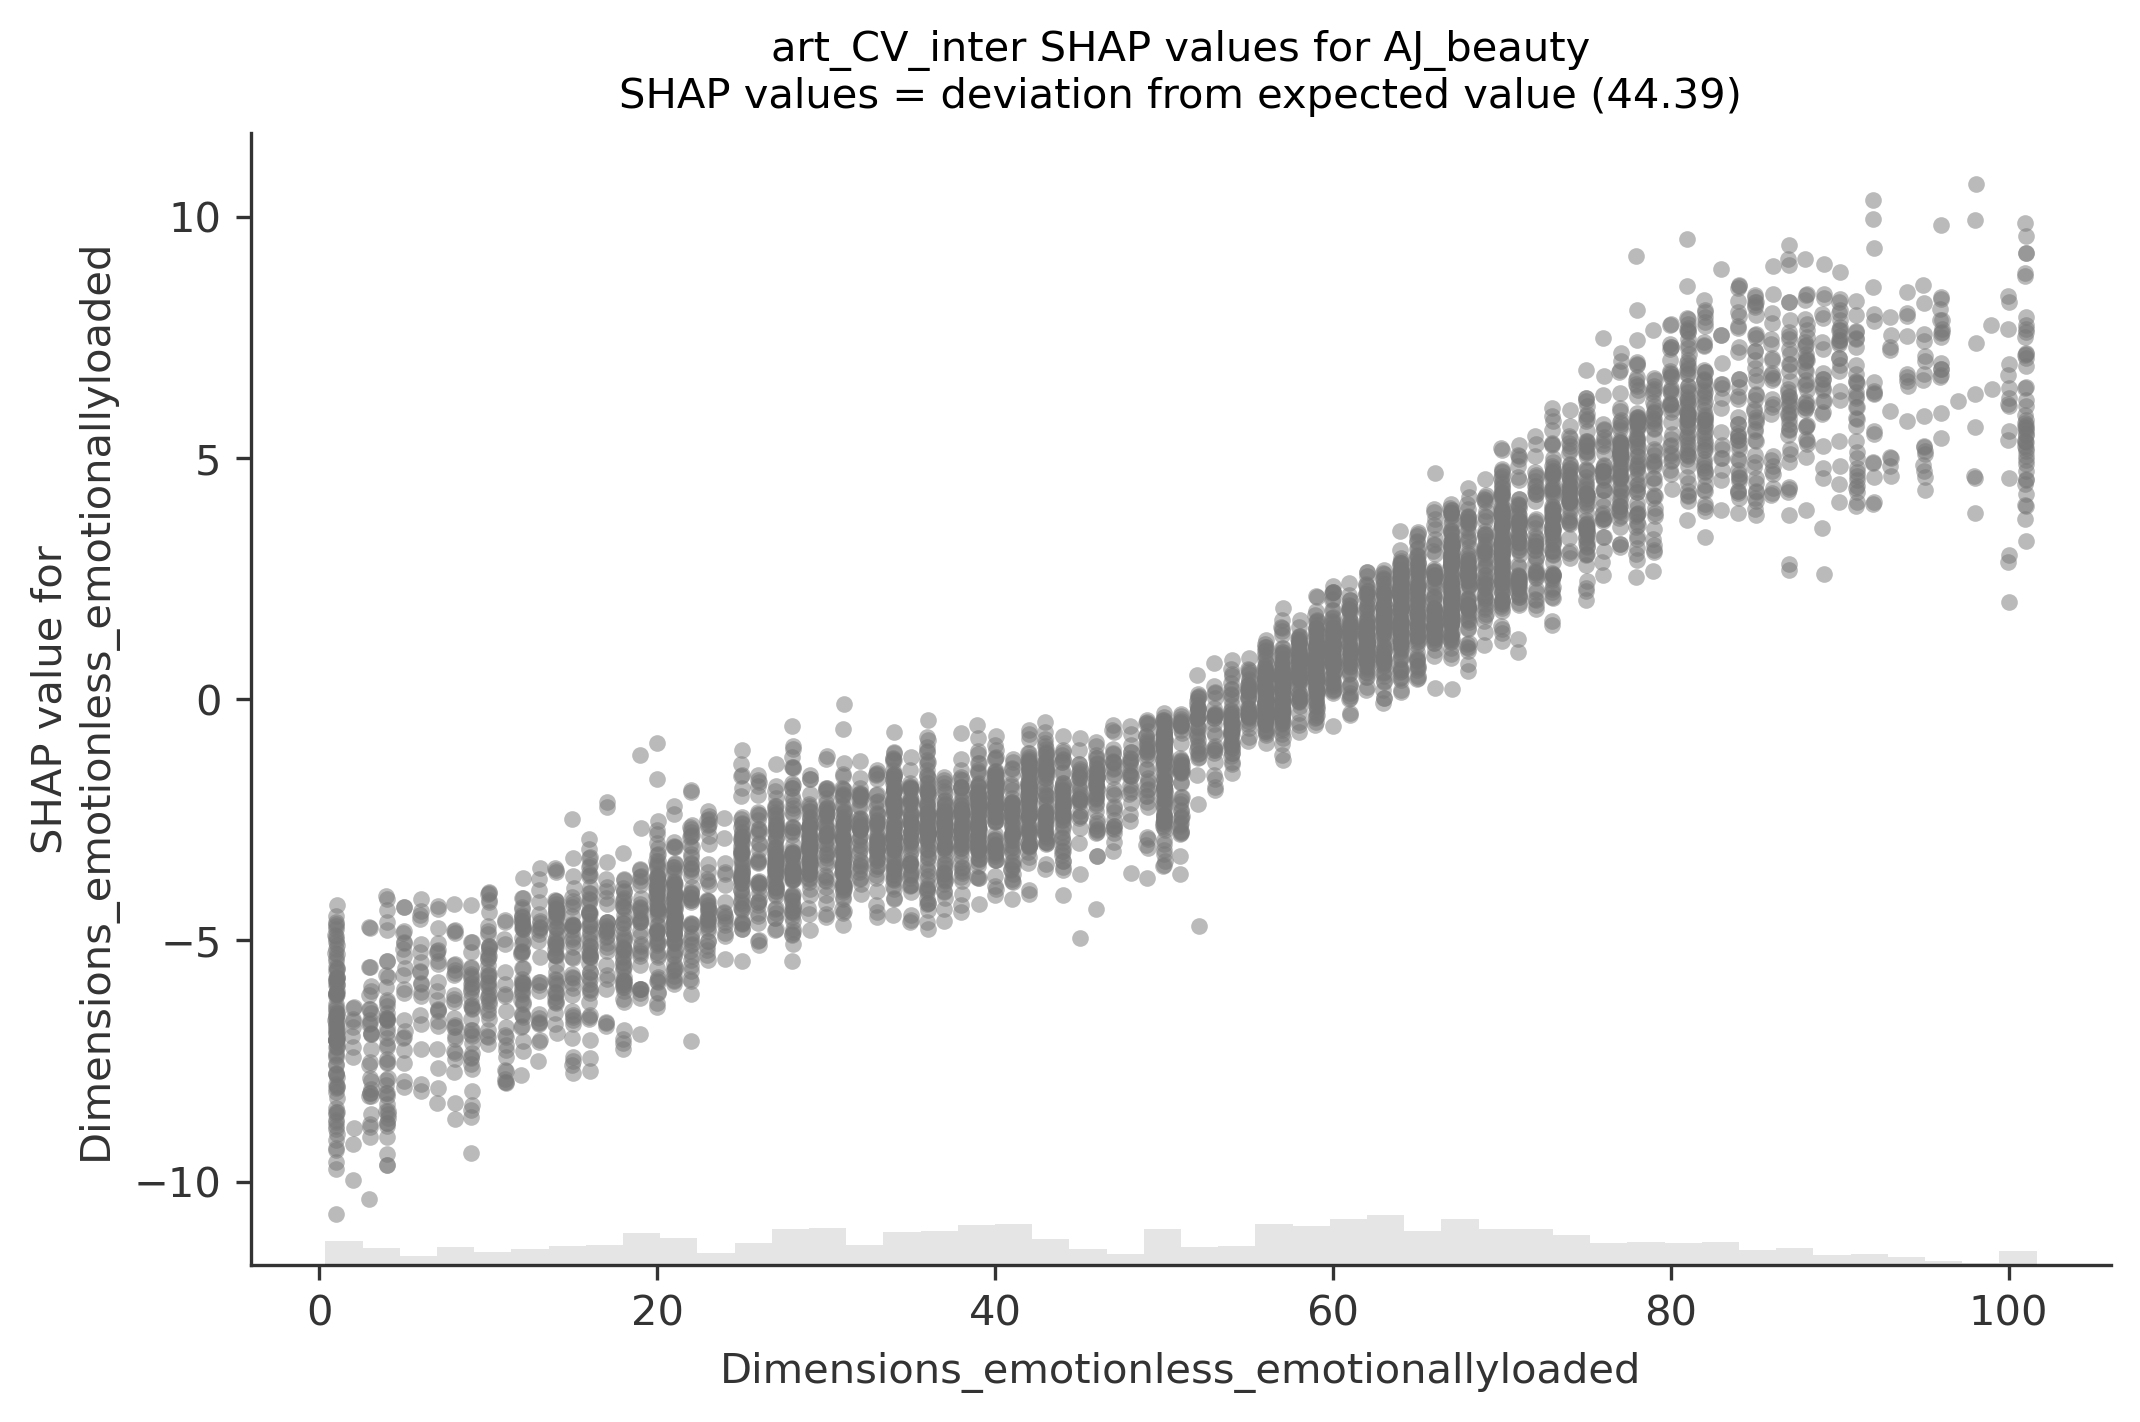 art_CV_inter SHAP values for AJ_beauty
SHAP values = deviation from expected value (44.39)
SHAP value for
Dimensions_emotionless_emotionallyloaded
10
5
0
−5
−10
0 20 40 60 80 100
Dimensions_emotionless_emotionallyloaded